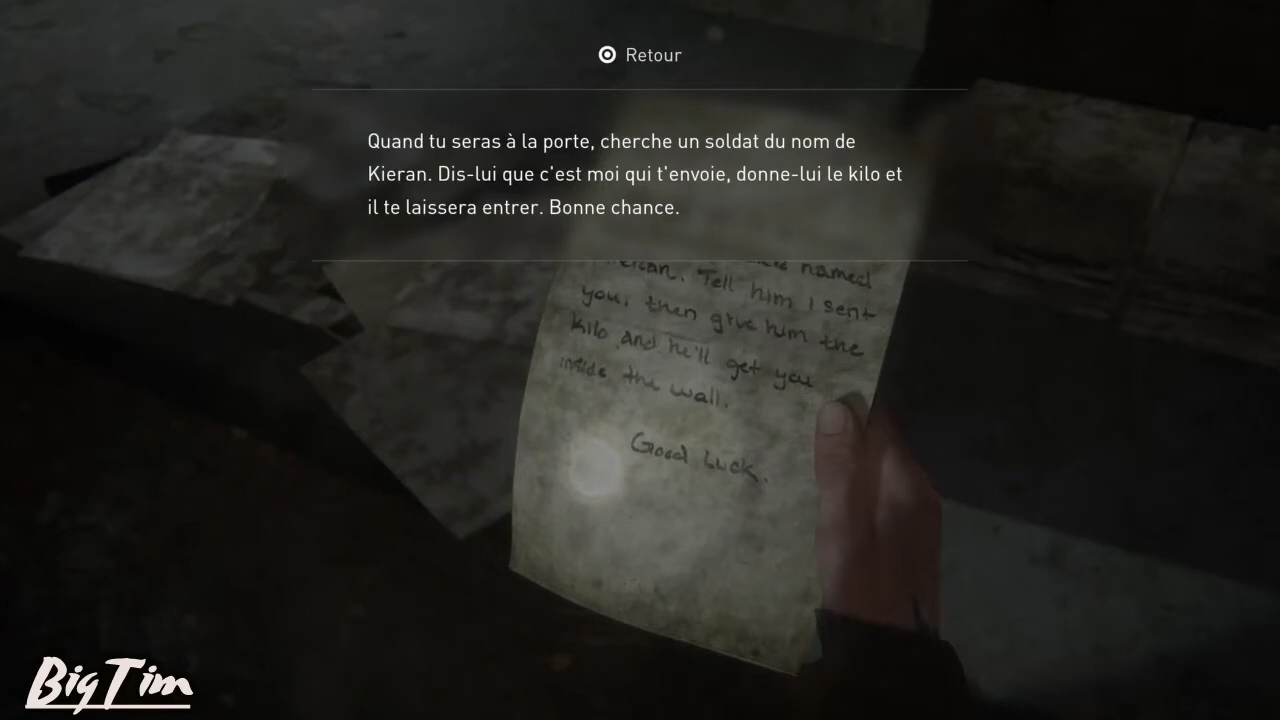 Retour
Quand tu seras à la porte, cherche un soldat du nom de
Kieran. Dis-lui que c'est moi qui t'envoie, donne-lui le kilo et
il te laissera entrer. Bonne chance.
named
Tell him I sent
you, then give him the
kilo and he'll get you
inside the wall.
Good Luck.
BigTim